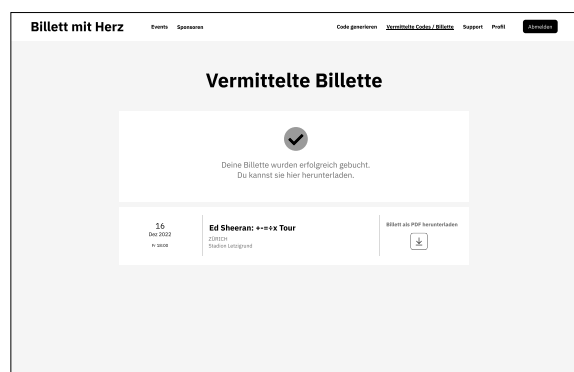 Billett mit Herz
Events
Sponsoren
Code generieren
Vermittelte Codes / Billette
Support
Profil
Abmelden
Vermittelte Billette
Deine Billette wurden erfolgreich gebucht.
Du kannst sie hier herunterladen.
16
Dez 2022
Fr 18:00
Ed Sheeran: +-=÷x Tour
ZÜRICH
Stadion Letzigrund
Billett als PDF herunterladen